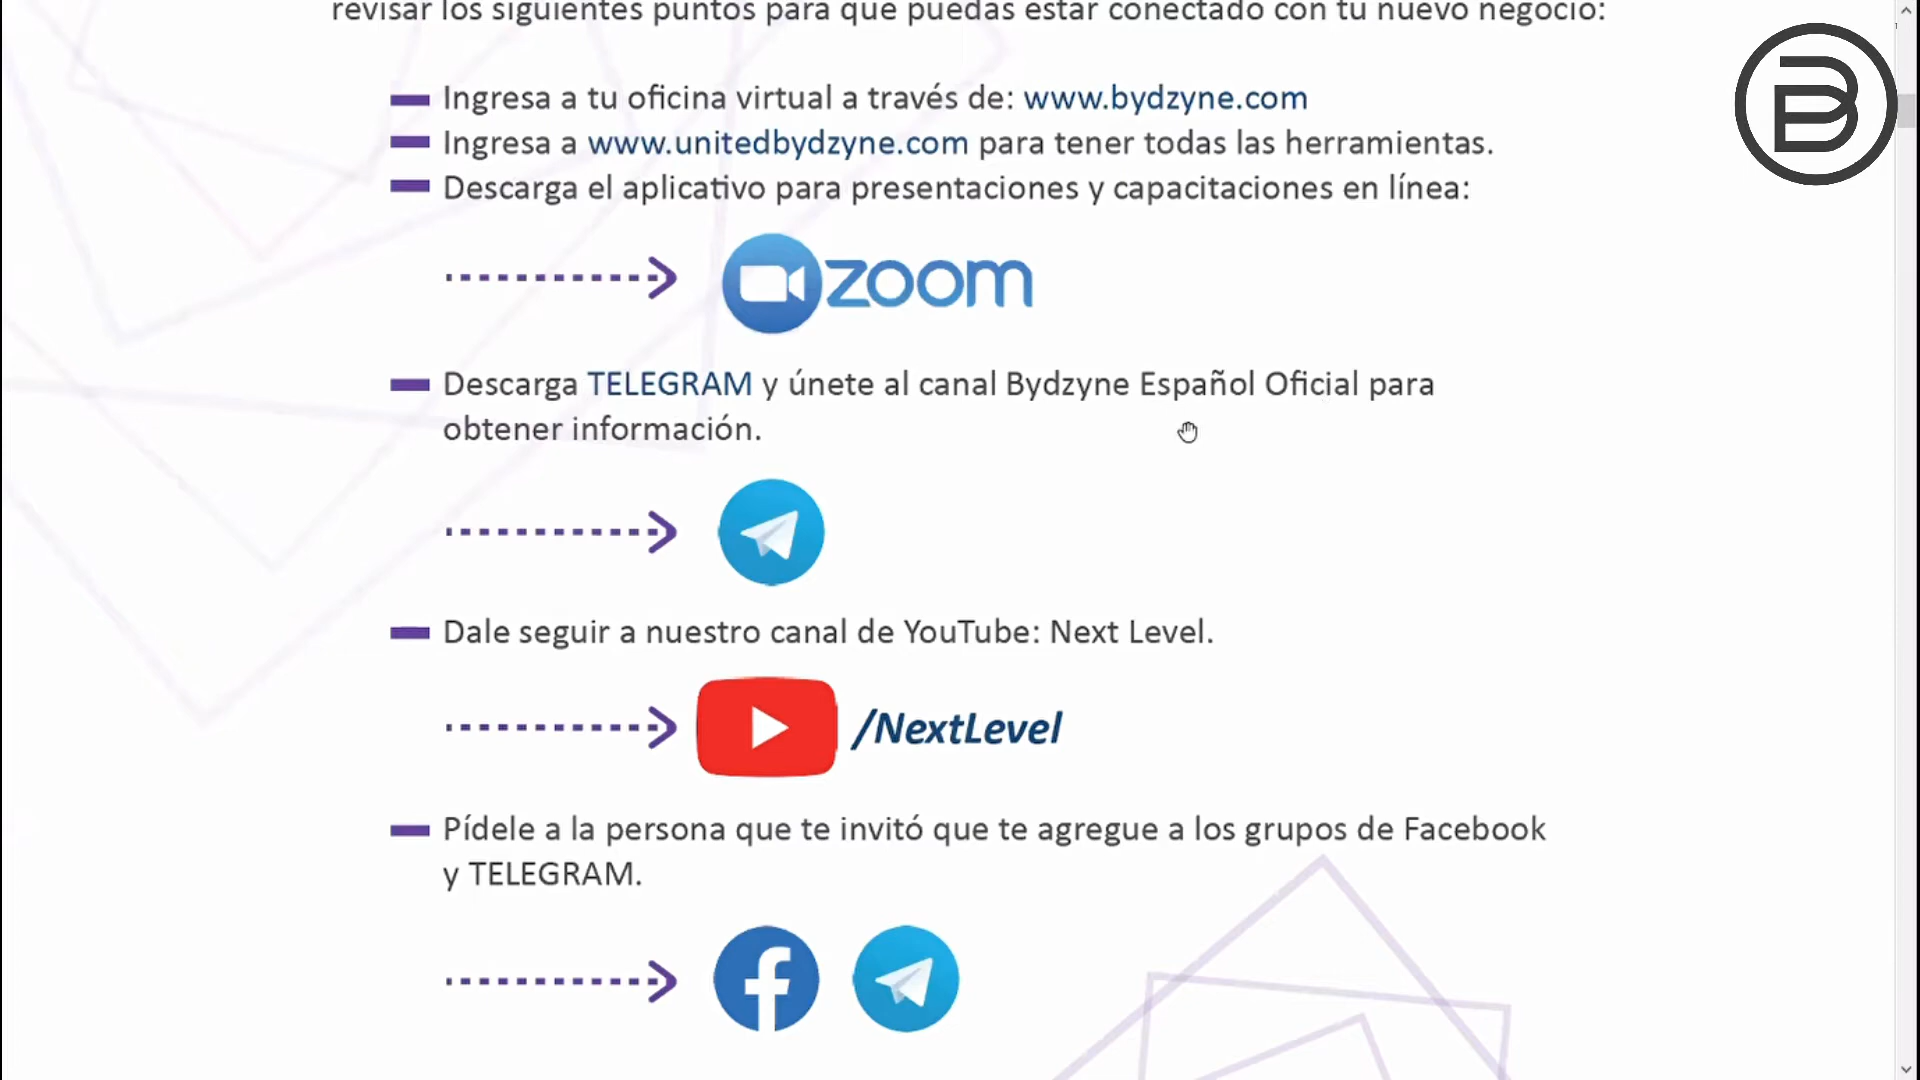 revisar los siguientes puntos para que puedas estar conectado con tu nuevo negocio:
Ingresa a tu oficina virtual a través de: www.bydzyne.com
Ingresa a www.unitedbydzyne.com para tener todas las herramientas.
Descarga el aplicativo para presentaciones y capacitaciones en línea:
zoom
Descarga TELEGRAM y únete al canal Bydzyne Español Oficial para
obtener información.
Dale seguir a nuestro canal de YouTube: Next Level.
/NextLevel
Pídele a la persona que te invitó que te agregue a los grupos de Facebook
y TELEGRAM.